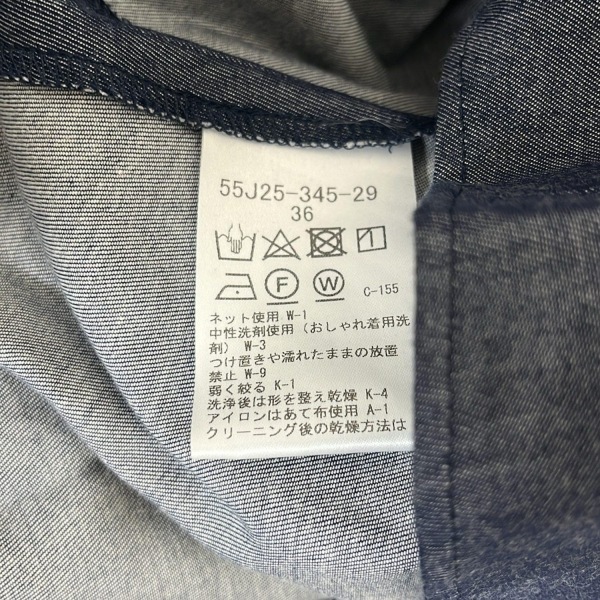 55J25-345-29
36
F W C-155
ネット使用 W-1
中性洗剤使用（おしゃれ着用洗
剤） W-3
つけ置きや濡れたままの放置
禁止 W-9
弱く絞る K-1
洗浄後は形を整え乾燥 K-4
アイロンはあて布使用 A-1
クリーニング後の乾燥方法は